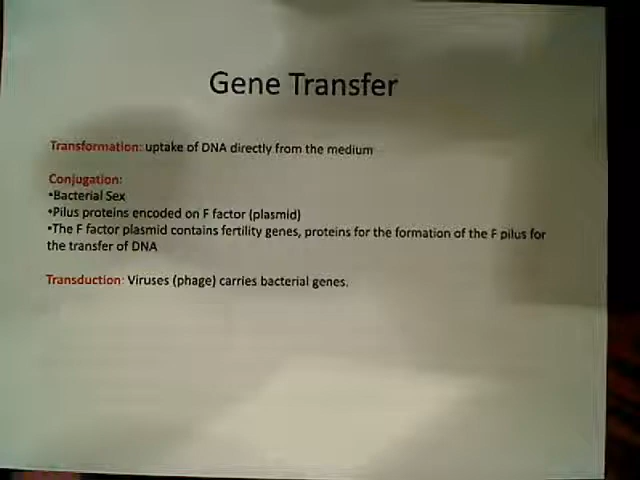 Gene Transfer
Transformation: uptake of DNA directly from the medium
Conjugation:
•Bacterial Sex
•Pilus proteins encoded on F factor (plasmid)
•The F factor plasmid contains fertility genes, proteins for the formation of the F pilus for
the transfer of DNA
Transduction: Viruses (phage) carries bacterial genes.